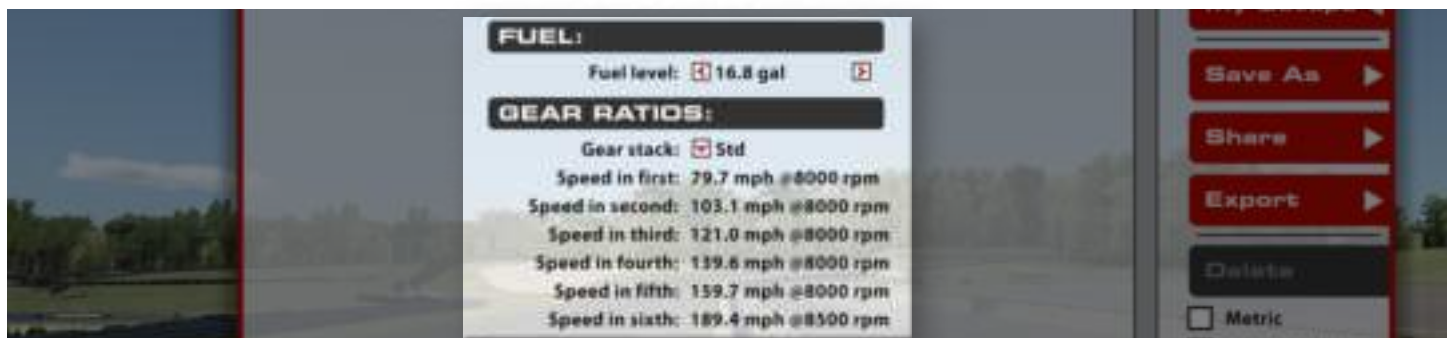 FUEL:
Fuel level: 16.8 gal
GEAR RATIOS:
Gear stack: Std
Speed in first: 79.7 mph @8000 rpm
Speed in second: 103.1 mph @8000 rpm
Speed in third: 121.0 mph @8000 rpm
Speed in fourth: 139.6 mph @8000 rpm
Speed in fifth: 159.7 mph @8000 rpm
Speed in sixth: 189.4 mph @8500 rpm
Save As
Share
Export
Delete
Metric